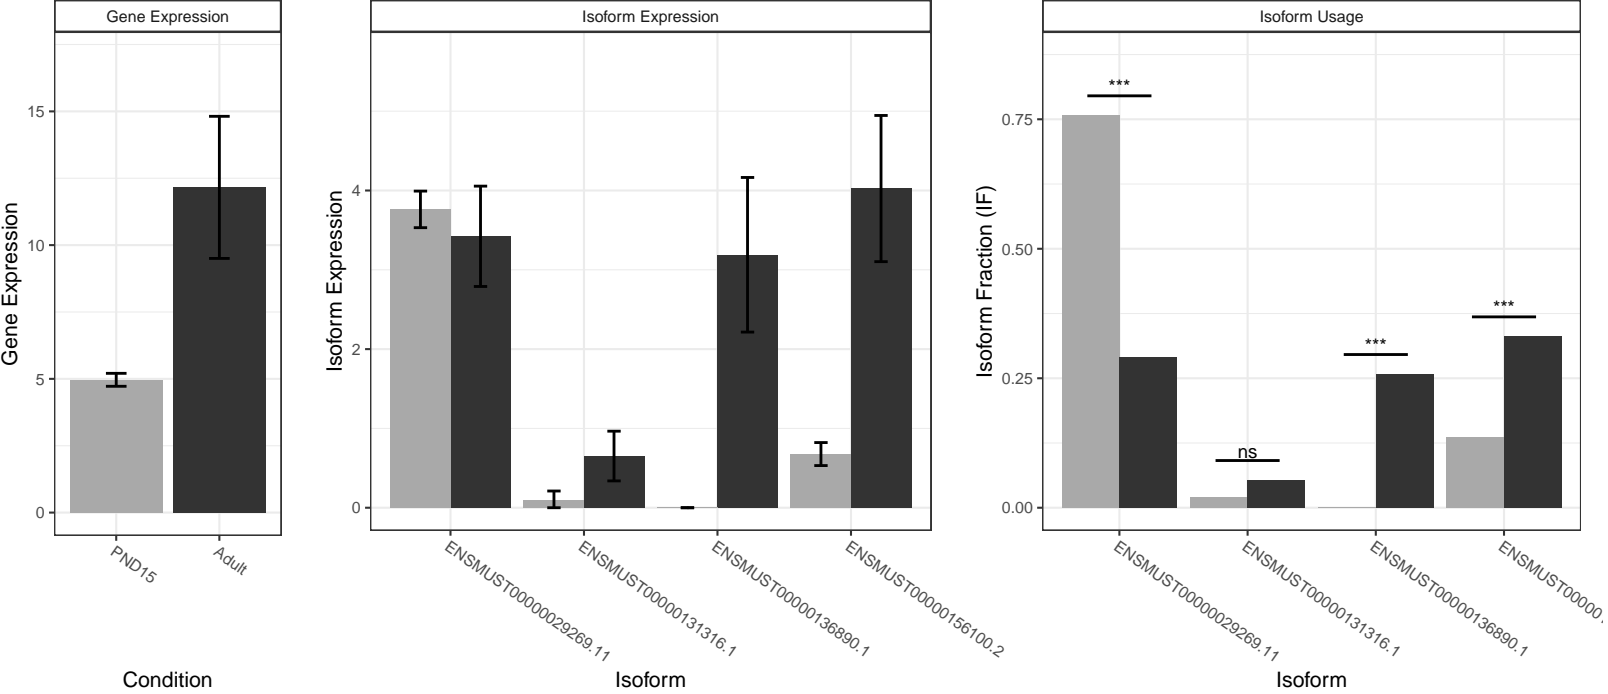 Gene Expression
Isoform Expression
Isoform Usage
Gene Expression
15
10
5
0
PND15
Adult
Condition
Isoform Expression
4
2
0
ENSMUST00000029269.11
ENSMUST00000131316.1
ENSMUST00000136890.1
ENSMUST00000156100.2
Isoform
Isoform Fraction (IF)
0.75
0.50
0.25
0.00
***
ns
***
***
ENSMUST00000029269.11
ENSMUST00000131316.1
ENSMUST00000136890.1
ENSMUST00000
Isoform